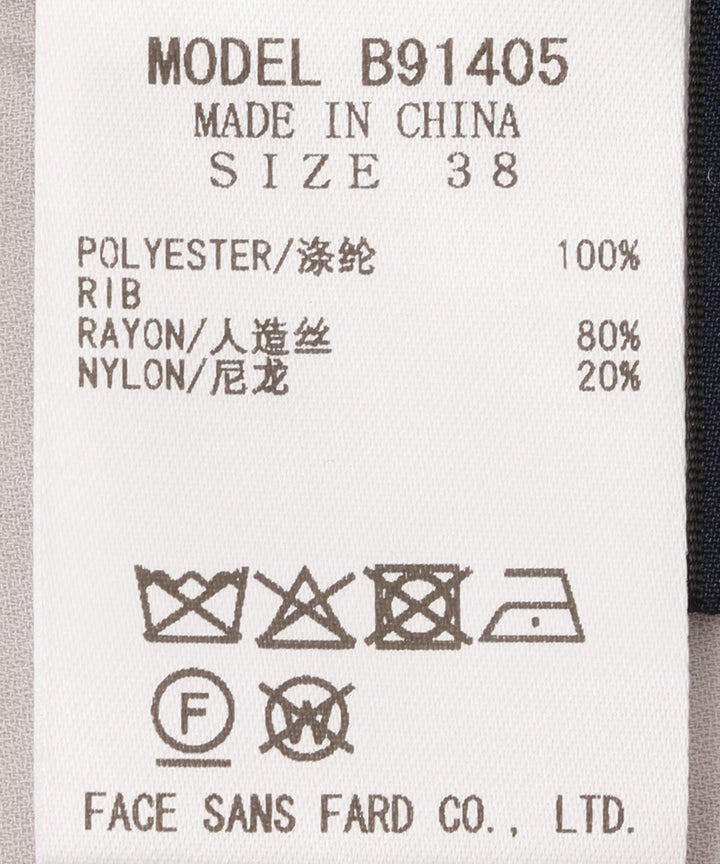 MODEL B91405
MADE IN CHINA
SIZE 38
POLYESTER/涤纶 100%
RIB
RAYON/人造丝 80%
NYLON/尼龙 20%
F W
FACE SANS FARD CO., LTD.